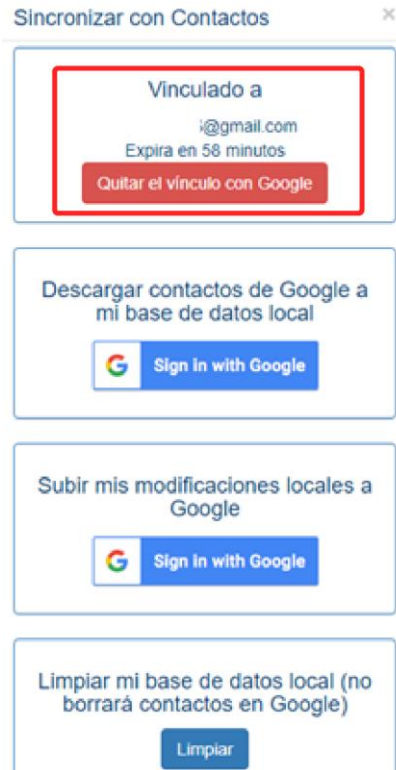 Sincronizar con Contactos ×
Vinculado a
@gmail.com
Expira en 58 minutos
Quitar el vínculo con Google
Descargar contactos de Google a
mi base de datos local
Sign in with Google
Subir mis modificaciones locales a
Google
Sign in with Google
Limpiar mi base de datos local (no
borrará contactos en Google)
Limpiar